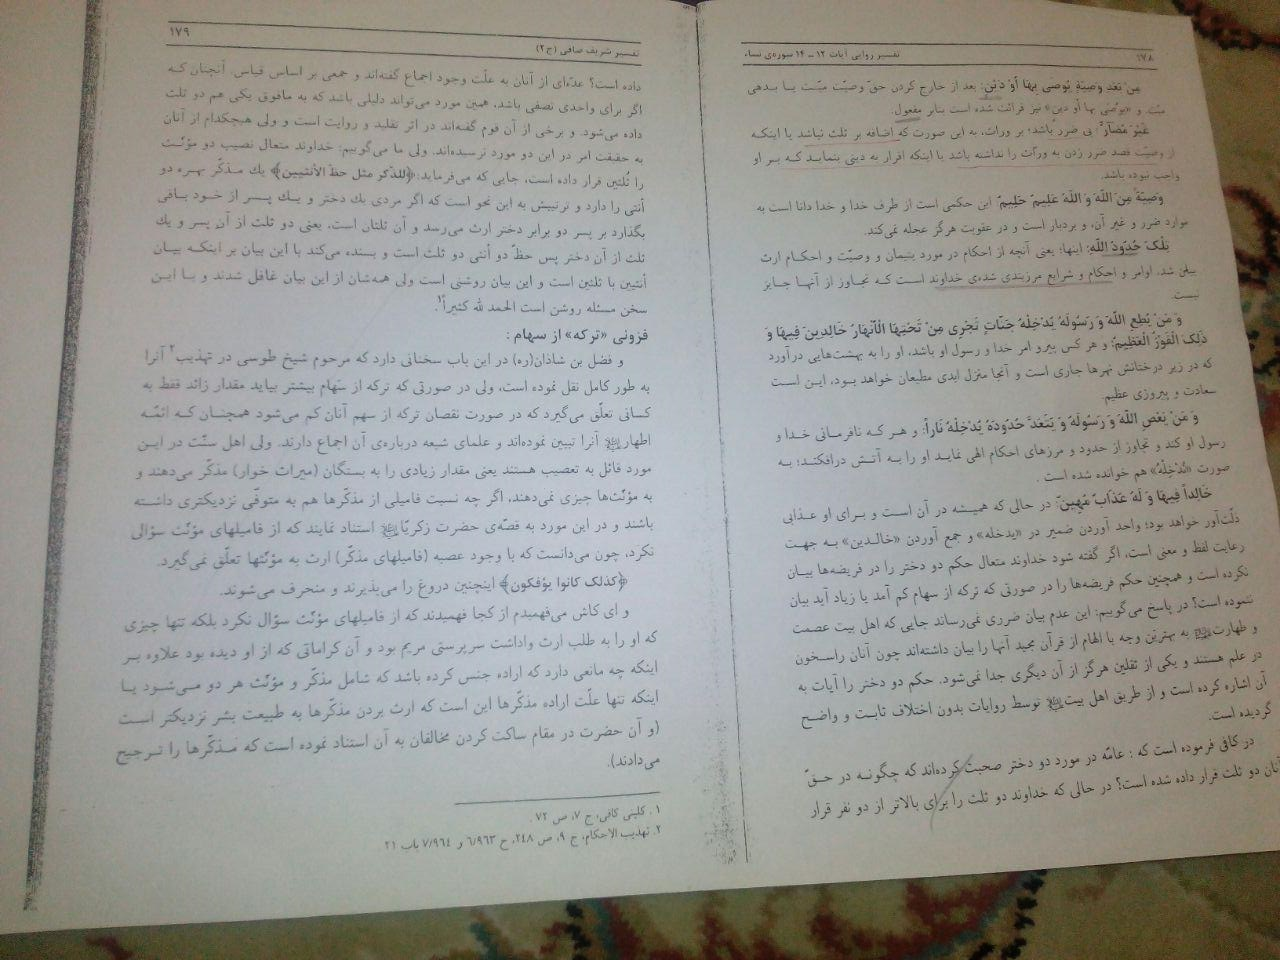 ۱۷۸
تفسیر روایی آیات ۱۲ ـ ۱۴ سوره‌ی نساء
مِنْ بَعْدِ وَصِیَّةٍ یُوصی بِها أَوْ دَیْنٍ: بعد از خارج کردن حقّ وصیّت میّت یا بدهی
میّت. و «یوصٰی بها أو دین» نیز قرائت شده است بنابر مفعول.
غَیْرَ مُضَارٍّ: بی ضرر باشد؛ بر وراث، به این صورت که اضافه بر ثلث نباشد یا اینکه
از وصیّت قصد ضرر زدن به ورّاث را نداشته باشد یا اینکه اقرار به دینی بنماید که بر او
واجب نبوده باشد.
وَصِیَّةً مِنَ اللّهَ وَ اللّهُ عَلیمٌ حَلیمٌ: این حکمی است از طرف خدا و خدا دانا است به
موارد ضرر و غیر آن، و بردبار است و در عقوبت هرگز عجله نمی‌کند.
تِلْکَ حُدُودُ اللّهِ: اینها؛ یعنی آنچه از احکام در مورد یتیمان و وصیّت و احکام ارث
بیان شد، اوامر و احکام و شرایع مرزبندی شده‌ی خداوند است که تجاوز از آنها جایز
نیست.
وَ مَنْ یُطِعِ اللّهَ وَ رَسُولَهُ یُدْخِلْهُ جَنّاتٍ تَجْری مِنْ تَحْتِهَا الْأَنْهارُ خالِدینَ فیها وَ
ذلِکَ الْفَوْزُ الْعَظیمُ: و هر کس پیرو امر خدا و رسول او باشد، او را به بهشت‌هایی درآورد
که در زیر درختانش نهرها جاری است و آنجا منزل ابدی مطیعان خواهد بود، این است
سعادت و پیروزی عظیم.
وَ مَنْ یَعْصِ اللّهَ وَ رَسُولَهُ وَ یَتَعَدَّ حُدُودَهُ یُدْخِلْهُ ناراً: و هر که نافرمانی خدا و
رسول او کند و تجاوز از حدود و مرزهای احکام الهی نماید او را به آتش درافکند؛ به
صورت «نُدْخِلْهُ» هم خوانده شده است.
خالِداً فیها وَ لَهُ عَذابٌ مُهینٌ: در حالی که همیشه در آن است و برای او عذابی
ذلّت‌آور خواهد بود؛ واحد آوردن ضمیر در «یدخله» و جمع آوردن «خالدین» به جهت
رعایت لفظ و معنی است، اگر گفته شود خداوند متعال حکم دو دختر را در فریضه‌ها بیان
نکرده است و همچنین حکم فریضه‌ها را در صورتی که ترکه از سهام کم آمد یا زیاد آید بیان
ننموده است؟ در پاسخ می‌گوییم: این عدم بیان ضرری نمی‌رساند جایی که اهل بیت عصمت
و طهارت به بهترین وجه با الهام از قرآن مجید آنها را بیان داشته‌اند چون آنان راسخون
در علم هستند و یکی از ثقلین هرگز از آن دیگری جدا نمی‌شود. حکم دو دختر را آیات به
آن اشاره کرده است و از طریق اهل بیت توسط روایات بدون اختلاف ثابت و واضح
گردیده است.
در کافی فرموده است که: عامّه در مورد دو دختر صحبت کرده‌اند که چگونه در حقّ
آنان دو ثلث قرار داده شده است؟ در حالی که خداوند دو ثلث را برای بالاتر از دو نفر قرار
تفسیر شریف صافی (ج۲)
۱۷۹
داده است؟ عدّه‌ای از آنان به علّت وجود اجماع گفته‌اند و جمعی بر اساس قیاس، آنچنان که
اگر برای واحدی نصفی باشد، همین مورد می‌تواند دلیلی باشد که به مافوق یکی هم دو ثلث
داده می‌شود. و برخی از آن قوم گفته‌اند در اثر تقلید و روایت است و ولی هیچکدام از آنان
به حقیقت امر در این دو مورد نرسیده‌اند. ولی ما می‌گوییم: خداوند متعال نصیب دو مؤنّث
را ثُلثین قرار داده است، جایی که می‌فرماید: ﴿للذّکر مثل حظّ الأنثیین﴾ یك مذکّر بهره دو
أنثی را دارد و ترتیبش به این نحو است که اگر مردی یك دختر و یك پسر از خود باقی
بگذارد بر پسر دو برابر دختر ارث می‌رسد و آن ثلثان است، یعنی دو ثلث از آن پسر و یك
ثلث از آن دختر پس حظّ دو أنثی دو ثلث است و بسنده می‌کند با این بیان بر اینکه بیان
أنثیین با ثلثین است و این بیان روشنی است ولی همه‌شان از این بیان غافل شدند و با این
سخن مسئله روشن است الحمد لله کثیراً۱.
فزونی «ترکه» از سهام:
و فضل بن شاذان(ره) در این باب سخنانی دارد که مرحوم شیخ طوسی در تهذیب۲ آنرا
به طور کامل نقل نموده است، ولی در صورتی که ترکه از سهام بیشتر بیاید مقدار زائد فقط به
کسانی تعلّق می‌گیرد که در صورت نقصان ترکه از سهم آنان کم می‌شود همچنان که ائمّه
اطهار آنرا تبیین نموده‌اند و علمای شیعه درباره‌ی آن اجماع دارند. ولی اهل سنّت در این
مورد قائل به تعصیب هستند یعنی مقدار زیادی را به بستگان (میراث خوار) مذکّر می‌دهند و
به مؤنّث‌ها چیزی نمی‌دهند، اگر چه نسبت فامیلی از مذکّرها هم به متوفّی نزدیکتری داشته
باشند و در این مورد به قصّه‌ی حضرت زکریّا استناد نمایند که از فامیلهای مؤنّث سؤالی
نکرد، چون می‌دانست که با وجود عصبه (فامیلهای مذکّر) ارث به مؤنّثها تعلّق نمی‌گیرد.
﴿کذلک کانوا یؤفکون﴾ اینچنین دروغ را می‌پذیرند و منحرف می‌شوند.
و ای کاش می‌فهمیدم از کجا فهمیدند که از فامیلهای مؤنّث سؤال نکرد بلکه تنها چیزی
که او را به طلب ارث واداشت سرپرستی مریم بود و آن کراماتی که از او دیده بود علاوه بر
اینکه چه مانعی دارد که اراده جنس کرده باشد که شامل مذکّر و مؤنّث هر دو می‌شود یا
اینکه تنها علّت اراده مذکّرها این است که ارث بردن مذکّرها به طبیعت بشر نزدیکتر است
(و آن حضرت در مقام ساکت کردن مخالفان به آن استناد نموده است که مذکّرها را ترجیح
می‌دادند).
۱. کلینی کافی، ج ۷، ص ۷۲.
۲. تهذیب الاحکام، ج ۹، ص ۲۴۸، ح ۶/۹۶۳ و ۷/۹۶۴ باب ۲۱